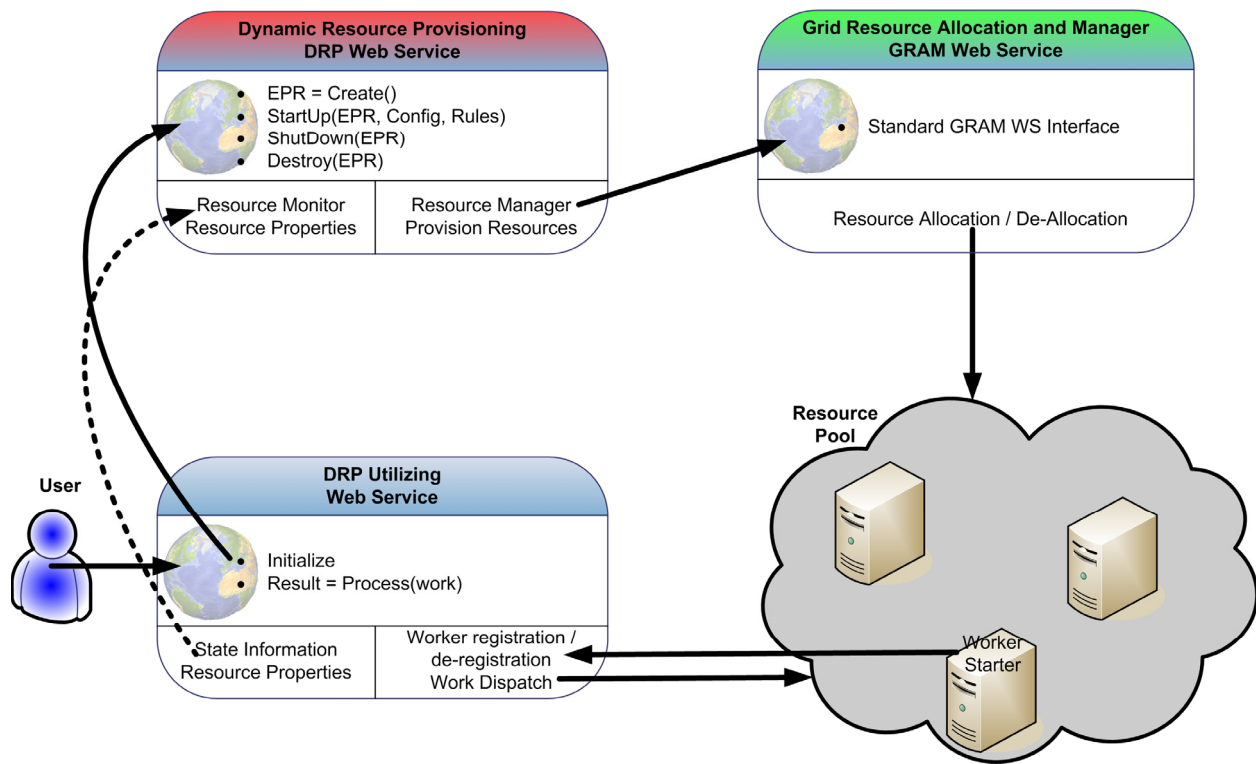 Dynamic Resource Provisioning
DRP Web Service
EPR = Create()
StartUp(EPR, Config, Rules)
ShutDown(EPR)
Destroy(EPR)
Resource Monitor
Resource Properties
Resource Manager
Provision Resources
Grid Resource Allocation and Manager
GRAM Web Service
Standard GRAM WS Interface
Resource Allocation / De-Allocation
User
DRP Utilizing
Web Service
Initialize
Result = Process(work)
State Information
Resource Properties
Worker registration /
de-registration
Work Dispatch
Resource
Pool
Worker
Starter